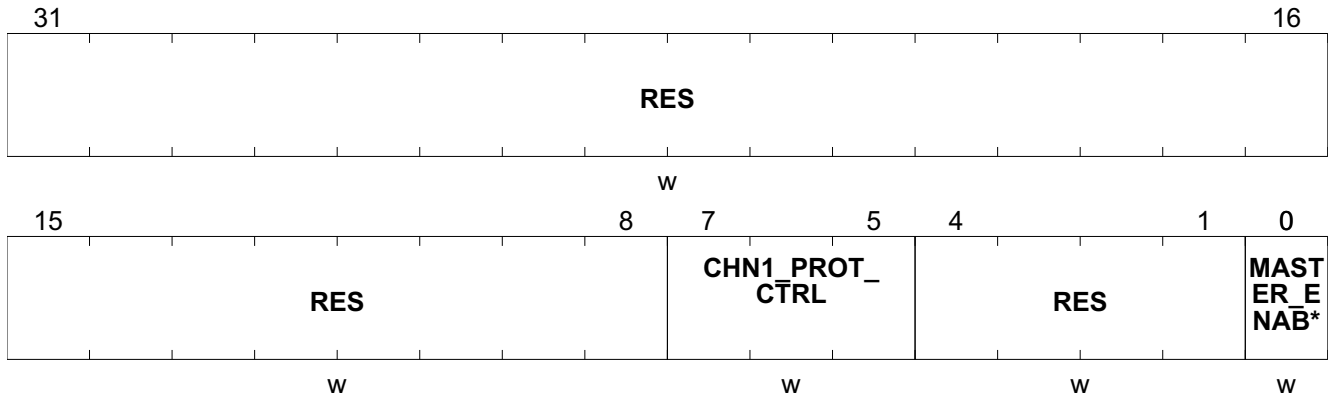 31 16
RES
w
15 8 7 5 4 1 0
RES CHN1_PROT_ RES MAST
CTRL ER_E
NAB*
w w w w